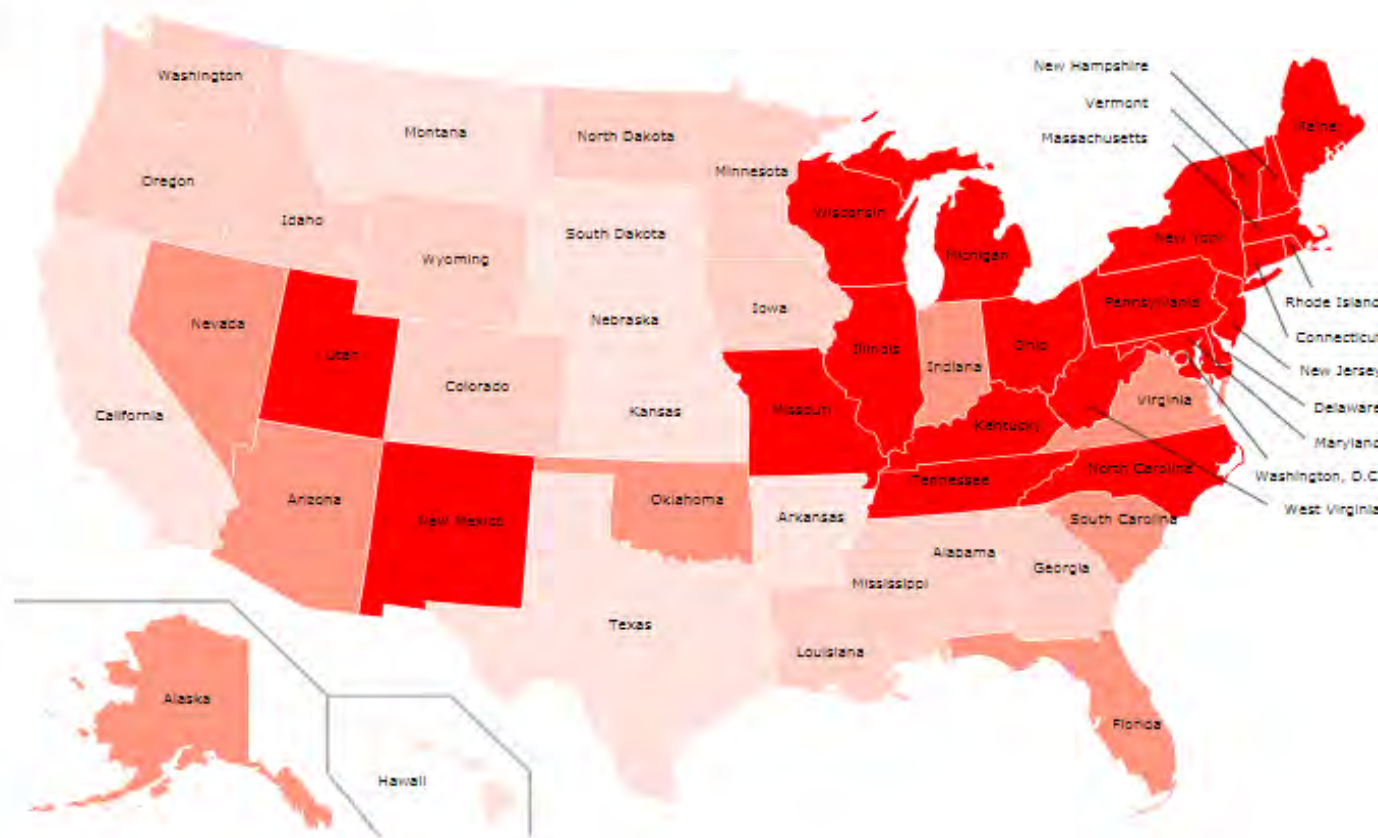 New Hampshire
Washington
Vermont
Maine
Montana
North Dakota
Massachusetts
Minnesota
Oregon
Idaho
Wisconsin
South Dakota
New York
Wyoming
Michigan
Rhode Island
Pennsylvania
Iowa
Nebraska
Nevada
Connecticut
Ohio
Illinois
Utah
Indiana
New Jersey
Colorado
Virginia
Delaware
Kansas
Missouri
California
Kentucky
Maryland
North Carolina
Washington, D.C
Tennessee
Arizona
Oklahoma
West Virginia
Arkansas
New Mexico
South Carolina
Alabama
Georgia
Mississippi
Texas
Louisiana
Alaska
Florida
Hawaii